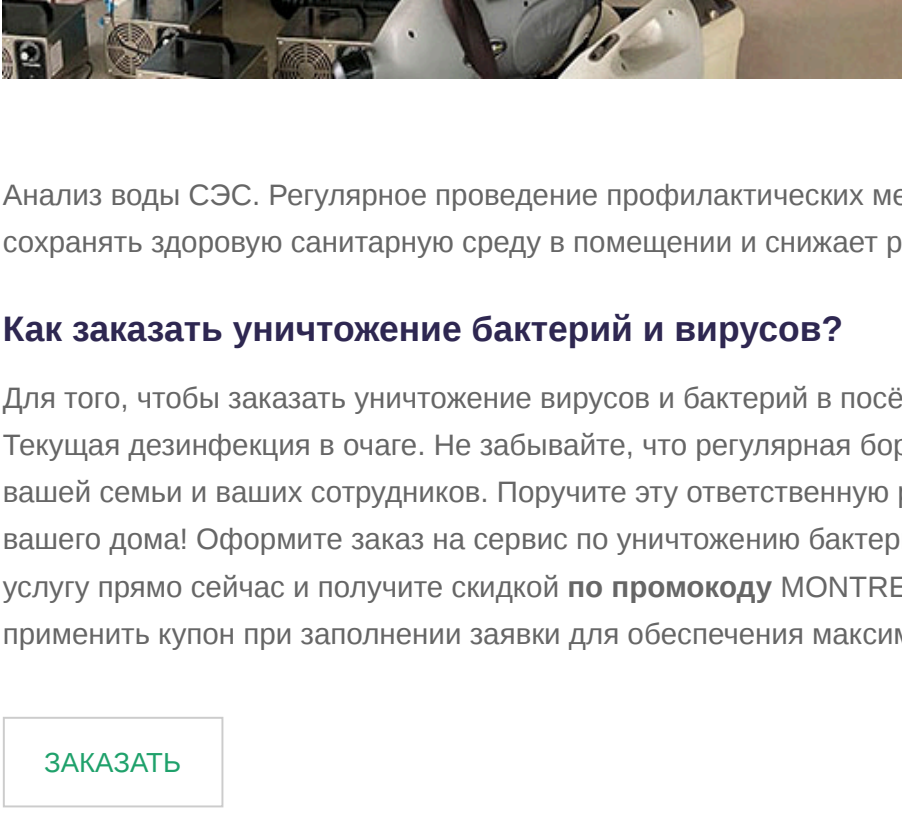 Анализ воды СЭС. Регулярное проведение профилактических ме
сохранять здоровую санитарную среду в помещении и снижает р
Как заказать уничтожение бактерий и вирусов?
Для того, чтобы заказать уничтожение вирусов и бактерий в посё
Текущая дезинфекция в очаге. Не забывайте, что регулярная бор
вашей семьи и ваших сотрудников. Поручите эту ответственную р
вашего дома! Оформите заказ на сервис по уничтожению бактер
услугу прямо сейчас и получите скидкой по промокоду MONTRE
применить купон при заполнении заявки для обеспечения максим
ЗАКАЗАТЬ